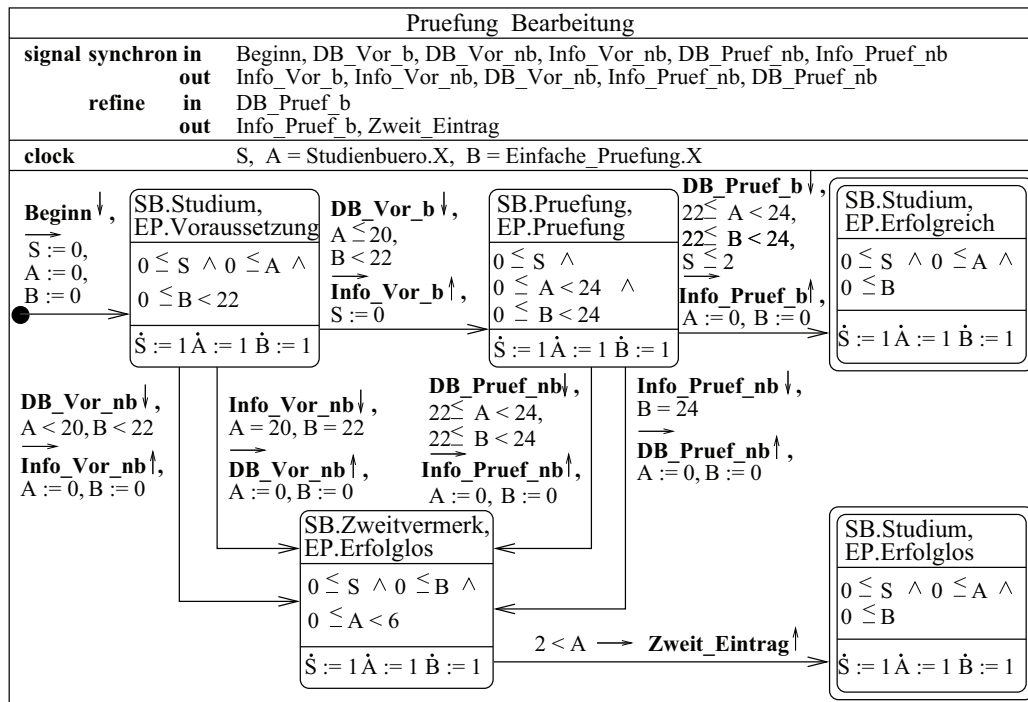 Pruefung Bearbeitung
signal synchron in Beginn, DB_Vor_b, DB_Vor_nb, Info_Vor_nb, DB_Pruef_nb, Info_Pruef_nb
out Info_Vor_b, Info_Vor_nb, DB_Vor_nb, Info_Pruef_nb, DB_Pruef_nb
refine in DB_Pruef_b
out Info_Pruef_b, Zweit_Eintrag
clock S, A = Studienbuero.X, B = Einfache_Pruefung.X
Beginn↓,
→
S := 0,
A := 0,
B := 0
SB.Studium,
EP.Voraussetzung
0 ≤ S ∧ 0 ≤ A ∧
0 ≤ B < 22
Ṡ := 1 Ȧ := 1 Ḃ := 1
DB_Vor_b↓,
A ≤ 20,
B < 22
→
Info_Vor_b↑,
S := 0
SB.Pruefung,
EP.Pruefung
0 ≤ S ∧
0 ≤ A < 24 ∧
0 ≤ B < 24
Ṡ := 1 Ȧ := 1 Ḃ := 1
DB_Pruef_b↓,
22 ≤ A < 24,
22 ≤ B < 24,
S ≤ 2
→
Info_Pruef_b↑,
A := 0, B := 0
SB.Studium,
EP.Erfolgreich
0 ≤ S ∧ 0 ≤ A ∧
0 ≤ B
Ṡ := 1 Ȧ := 1 Ḃ := 1
DB_Vor_nb↓,
A < 20, B < 22
→
Info_Vor_nb↑,
A := 0, B := 0
Info_Vor_nb↓,
A = 20, B = 22
→
DB_Vor_nb↑,
A := 0, B := 0
DB_Pruef_nb↓,
22 ≤ A < 24,
22 ≤ B < 24
→
Info_Pruef_nb↑,
A := 0, B := 0
Info_Pruef_nb↓,
B = 24
→
DB_Pruef_nb↑,
A := 0, B := 0
SB.Zweitvermerk,
EP.Erfolglos
0 ≤ S ∧ 0 ≤ B ∧
0 ≤ A < 6
Ṡ := 1 Ȧ := 1 Ḃ := 1
2 < A → Zweit_Eintrag↑
SB.Studium,
EP.Erfolglos
0 ≤ S ∧ 0 ≤ A ∧
0 ≤ B
Ṡ := 1 Ȧ := 1 Ḃ := 1